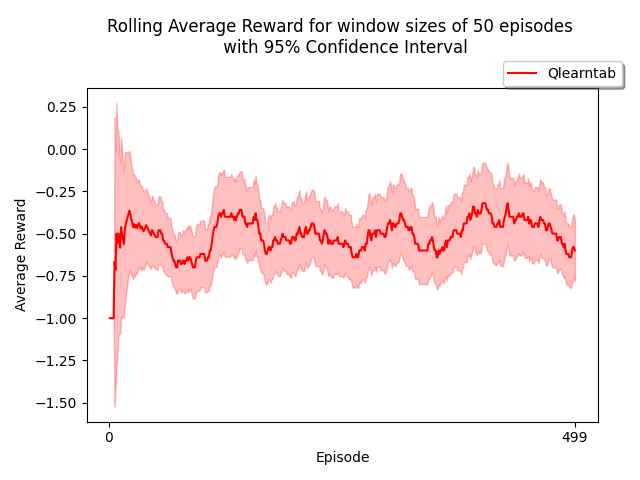 Rolling Average Reward for window sizes of 50 episodes
with 95% Confidence Interval
Qlearntab
Average Reward
0.25
0.00
−0.25
−0.50
−0.75
−1.00
−1.25
−1.50
0
499
Episode